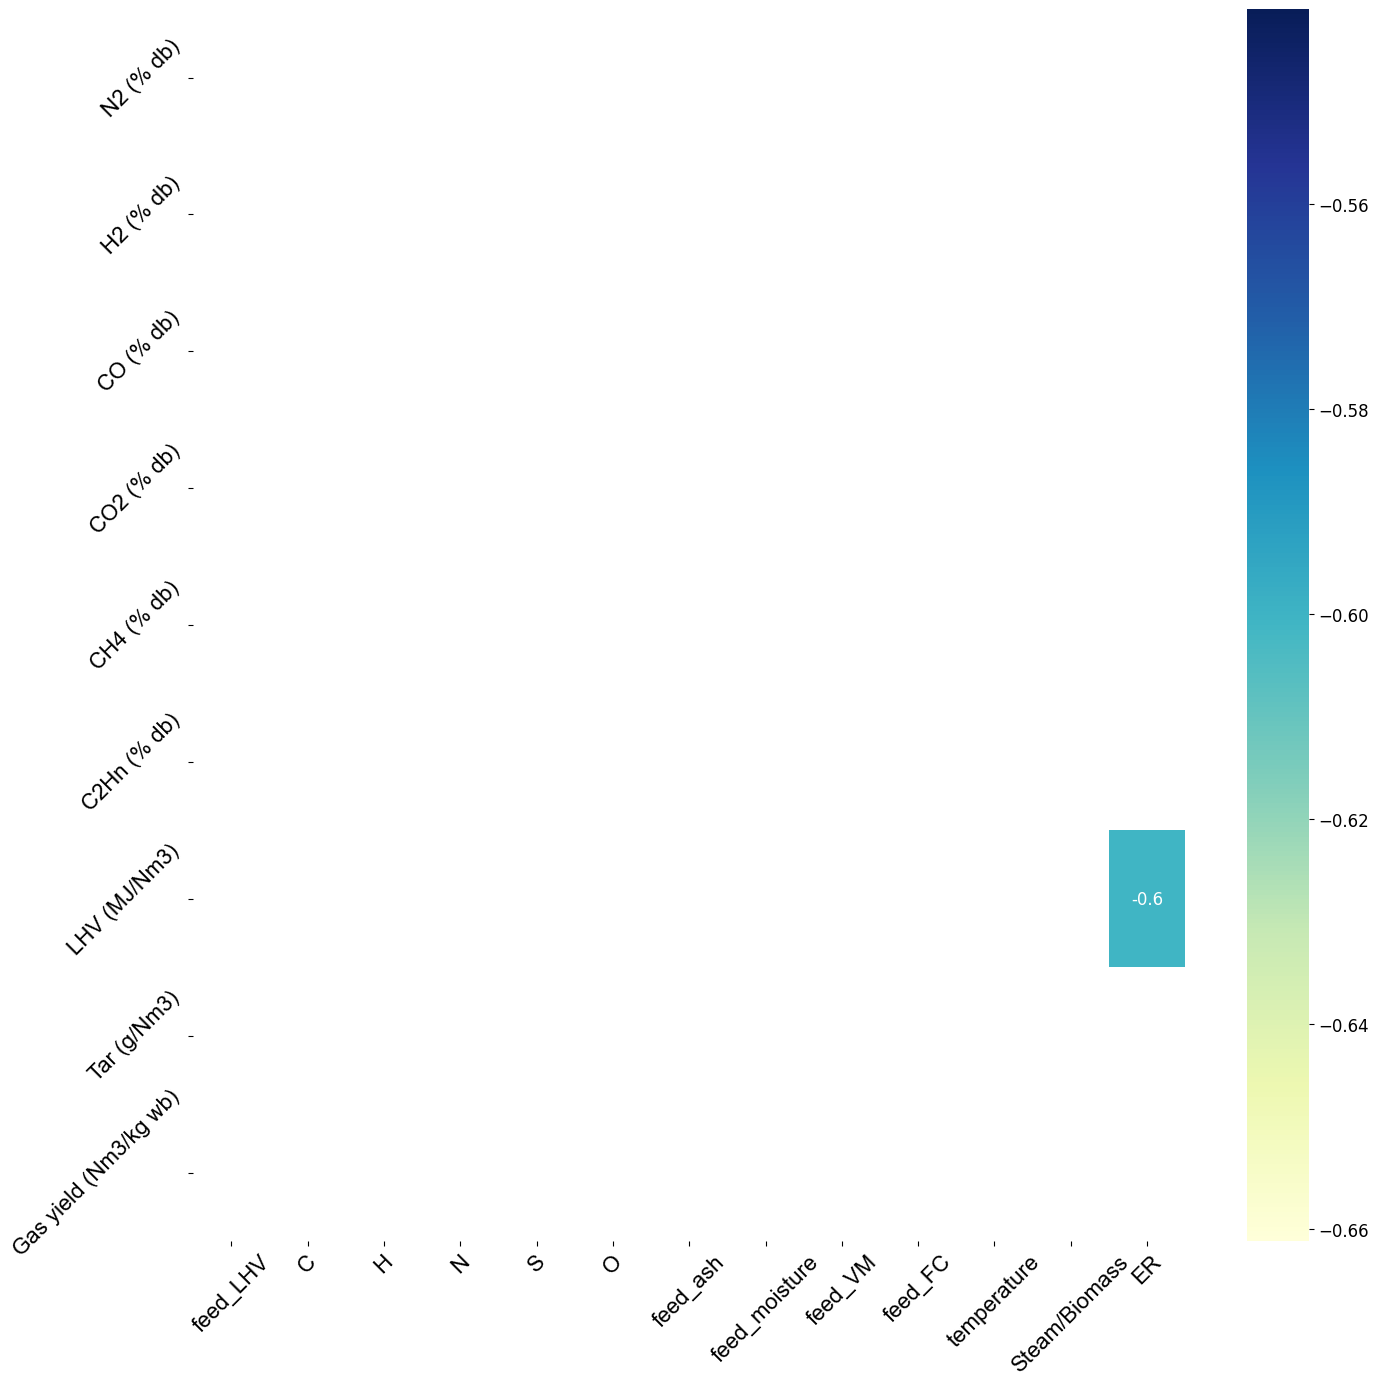 N2 (% db)
H2 (% db)
CO (% db)
CO2 (% db)
CH4 (% db)
C2Hn (% db)
LHV (MJ/Nm3)
Tar (g/Nm3)
Gas yield (Nm3/kg wb)
-0.6
feed_LHV
C
H
N
S
O
feed_ash
feed_moisture
feed_VM
feed_FC
temperature
Steam/Biomass
ER
−0.56
−0.58
−0.60
−0.62
−0.64
−0.66